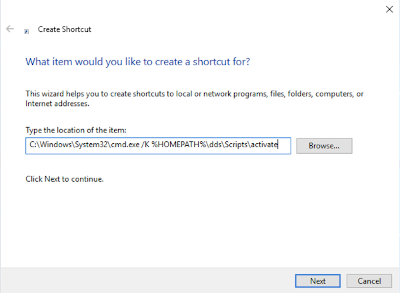 Create Shortcut
What item would you like to create a shortcut for?
This wizard helps you to create shortcuts to local or network programs, files, folders, computers, or
Internet addresses.
Type the location of the item:
C:\Windows\System32\cmd.exe /K %HOMEPATH%\dds\Scripts\activate
Browse...
Click Next to continue.
Next
Cancel